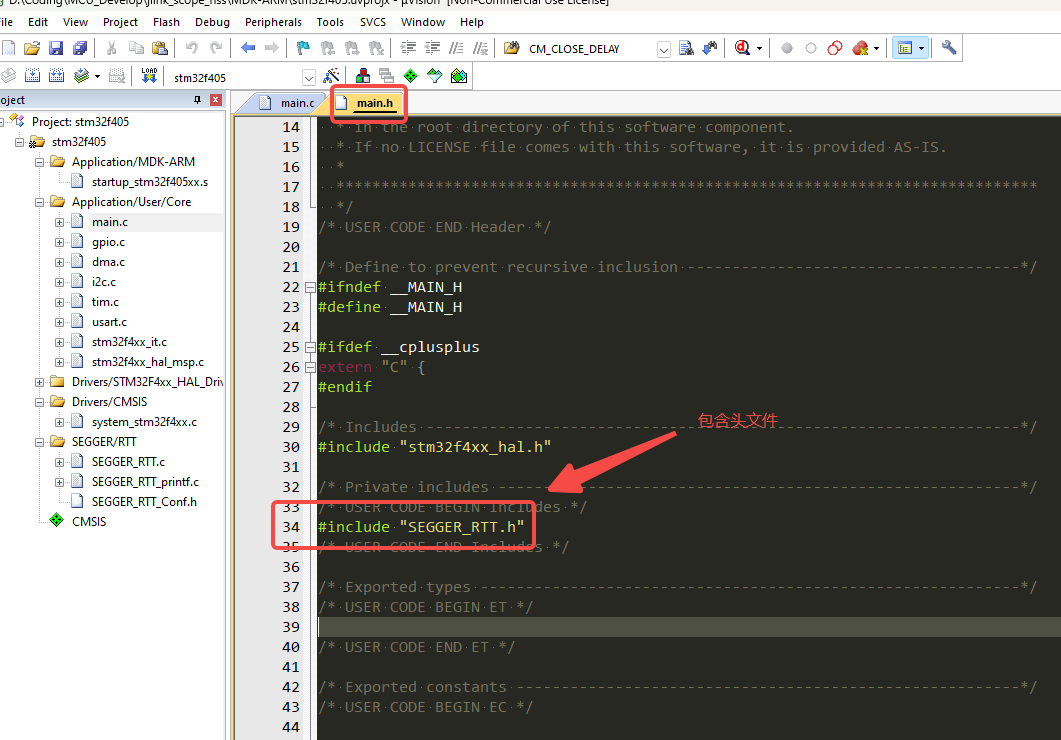 D:\Coding\MCU_Develop\jlink_scope_hss\MDK-ARM\stm32f405.uvprojx - µVision [Non-Commercial Use License]
File Edit View Project Flash Debug Peripherals Tools SVCS Window Help
CM_CLOSE_DELAY
LOAD
stm32f405
oject
main.c
main.h
Project: stm32f405
stm32f405
Application/MDK-ARM
startup_stm32f405xx.s
Application/User/Core
main.c
gpio.c
dma.c
i2c.c
tim.c
usart.c
stm32f4xx_it.c
stm32f4xx_hal_msp.c
Drivers/STM32F4xx_HAL_Driv
Drivers/CMSIS
system_stm32f4xx.c
SEGGER/RTT
SEGGER_RTT.c
SEGGER_RTT_printf.c
SEGGER_RTT_Conf.h
CMSIS
14 * in the root directory of this software component.
15 * If no LICENSE file comes with this software, it is provided AS-IS.
16 *
17 ******************************************************************************
18 */
19 /* USER CODE END Header */
20
21 /* Define to prevent recursive inclusion -------------------------------------*/
22 #ifndef __MAIN_H
23 #define __MAIN_H
24
25 #ifdef __cplusplus
26 extern "C" {
27 #endif
28
29 /* Includes ------------------------------------------------------------------*/
30 #include "stm32f4xx_hal.h"
31
32 /* Private includes ----------------------------------------------------------*/
33 /* USER CODE BEGIN Includes */
34 #include "SEGGER_RTT.h"
35 /* USER CODE END Includes */
36
37 /* Exported types ------------------------------------------------------------*/
38 /* USER CODE BEGIN ET */
39
40 /* USER CODE END ET */
41
42 /* Exported constants --------------------------------------------------------*/
43 /* USER CODE BEGIN EC */
44
包含头文件